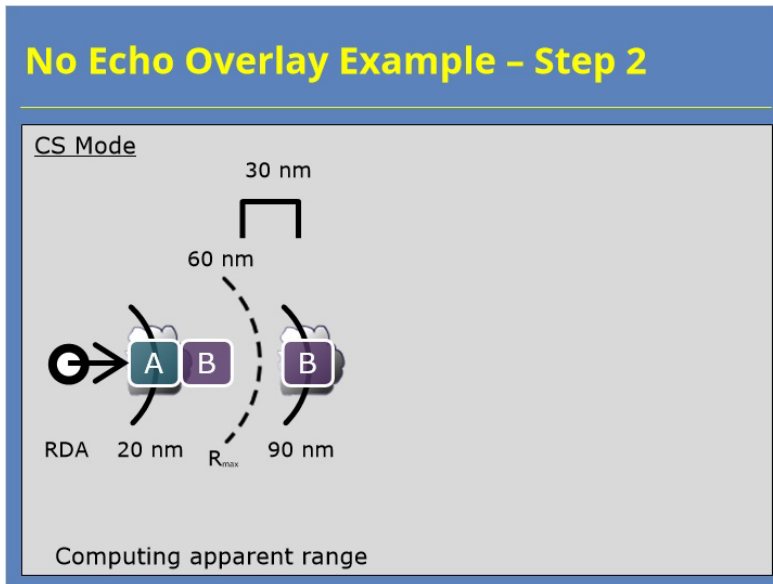 No Echo Overlay Example – Step 2
CS Mode
30 nm
60 nm
A B B
RDA 20 nm Rmax 90 nm
Computing apparent range